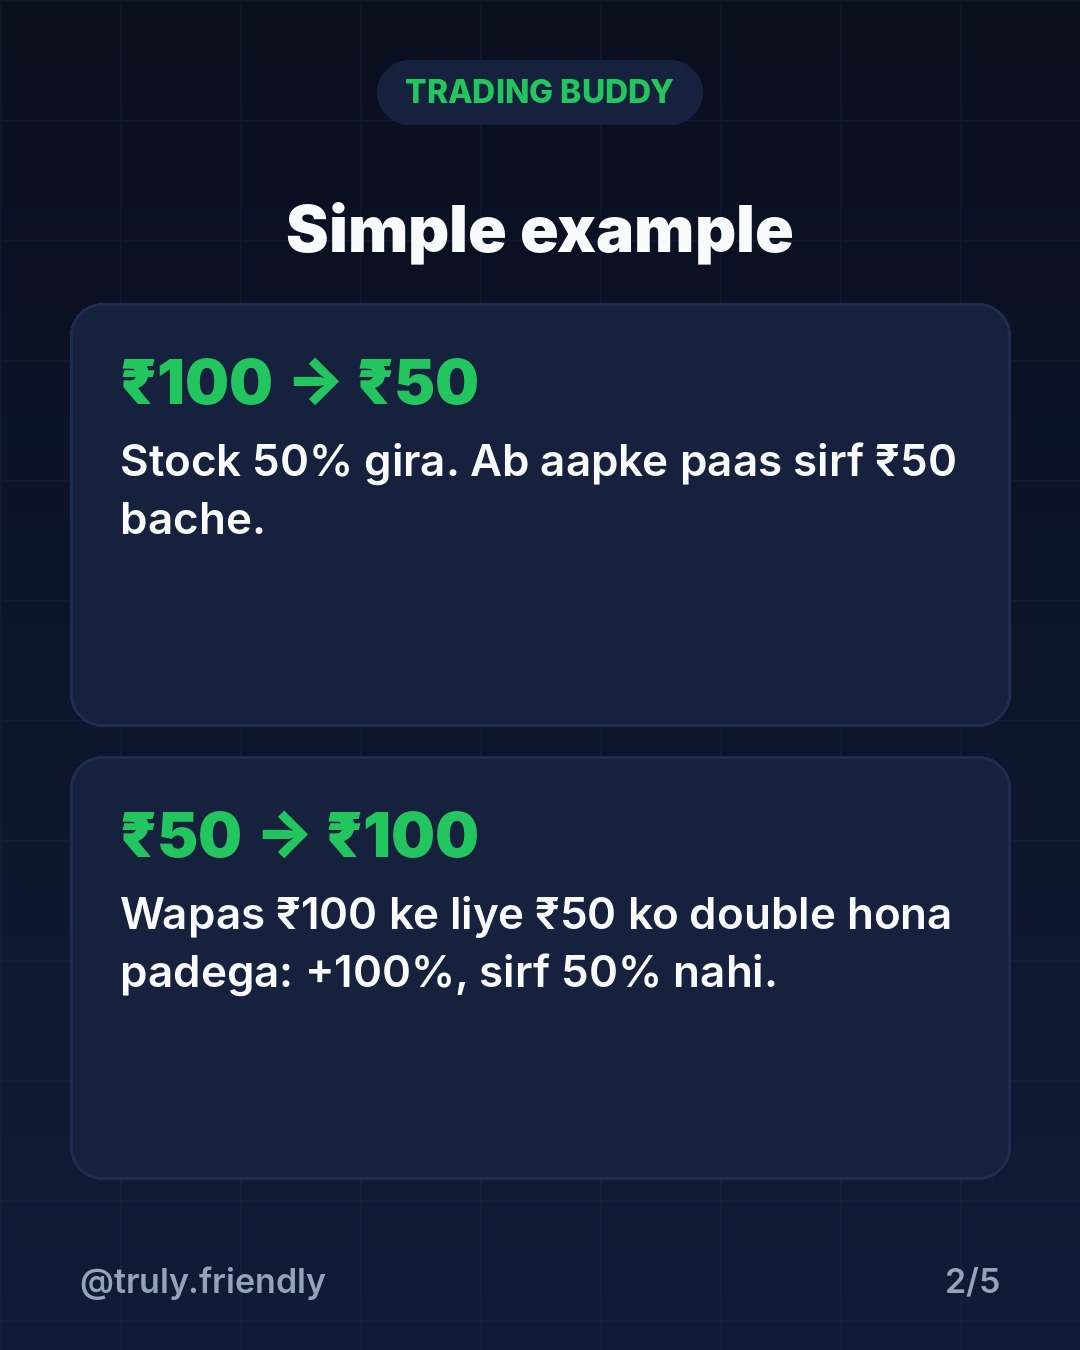 TRADING BUDDY
Simple example
₹100 → ₹50
Stock 50% gira. Ab aapke paas sirf ₹50
bache.
₹50 → ₹100
Wapas ₹100 ke liye ₹50 ko double hona
padega: +100%, sirf 50% nahi.
@truly.friendly
2/5